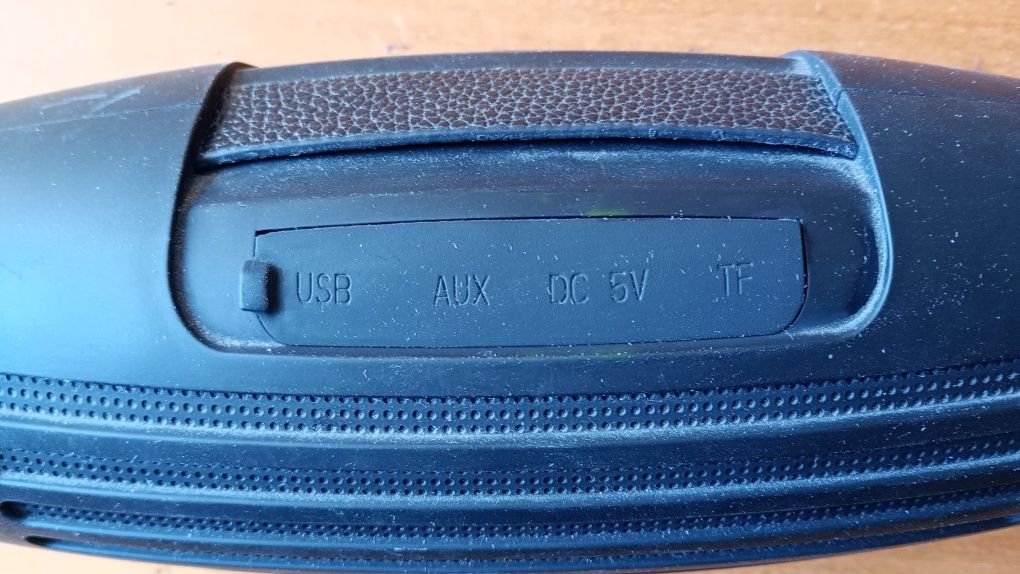 USB AUX DC 5V TF